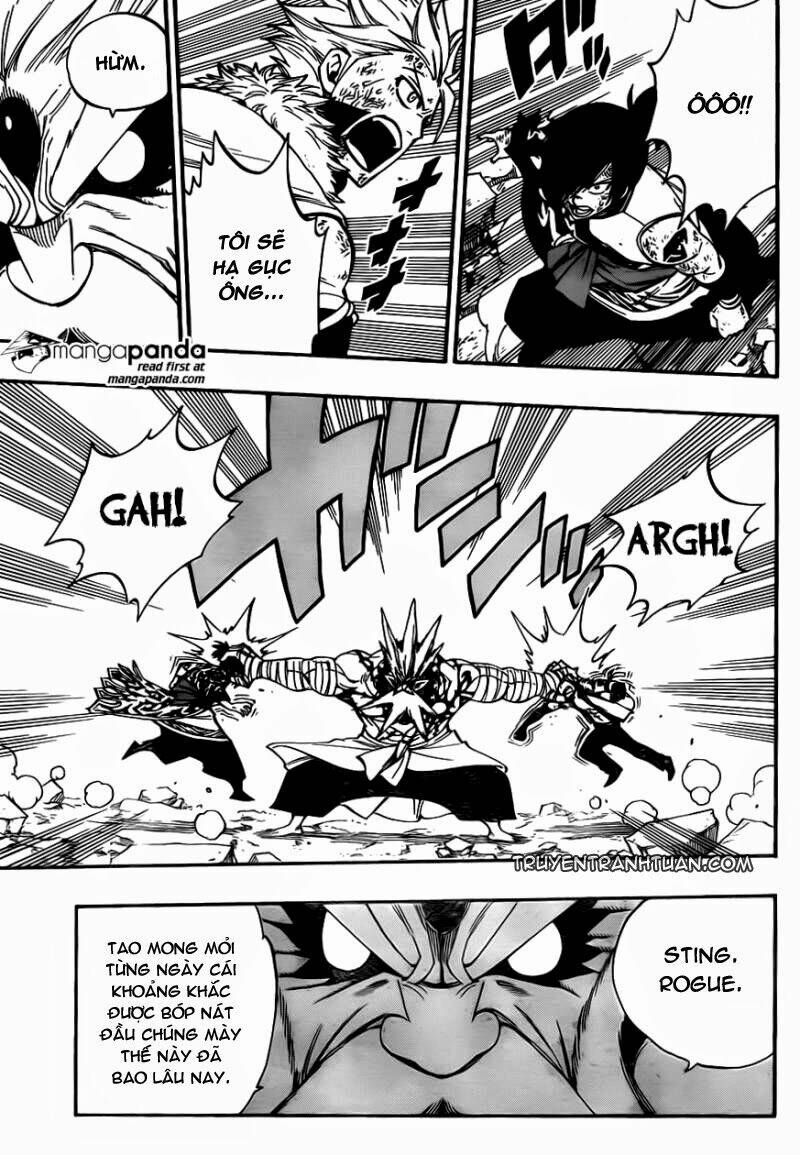 ÔÔÔ!!
TÔI SẼ
HẠ GỤC
ÔNG...
HỪM.
mangapanda
read first at
mangapanda.com
GAH!
ARGH!
TRUYENTRANHTUAN.COM
STING.
ROGUE.
TAO MONG MỎI
TỪNG NGÀY CÁI
KHOẢNG KHẮC
ĐƯỢC BÓP NÁT
ĐẦU CHÚNG MÀY
THẾ NÀY ĐÃ
BAO LÂU NAY.